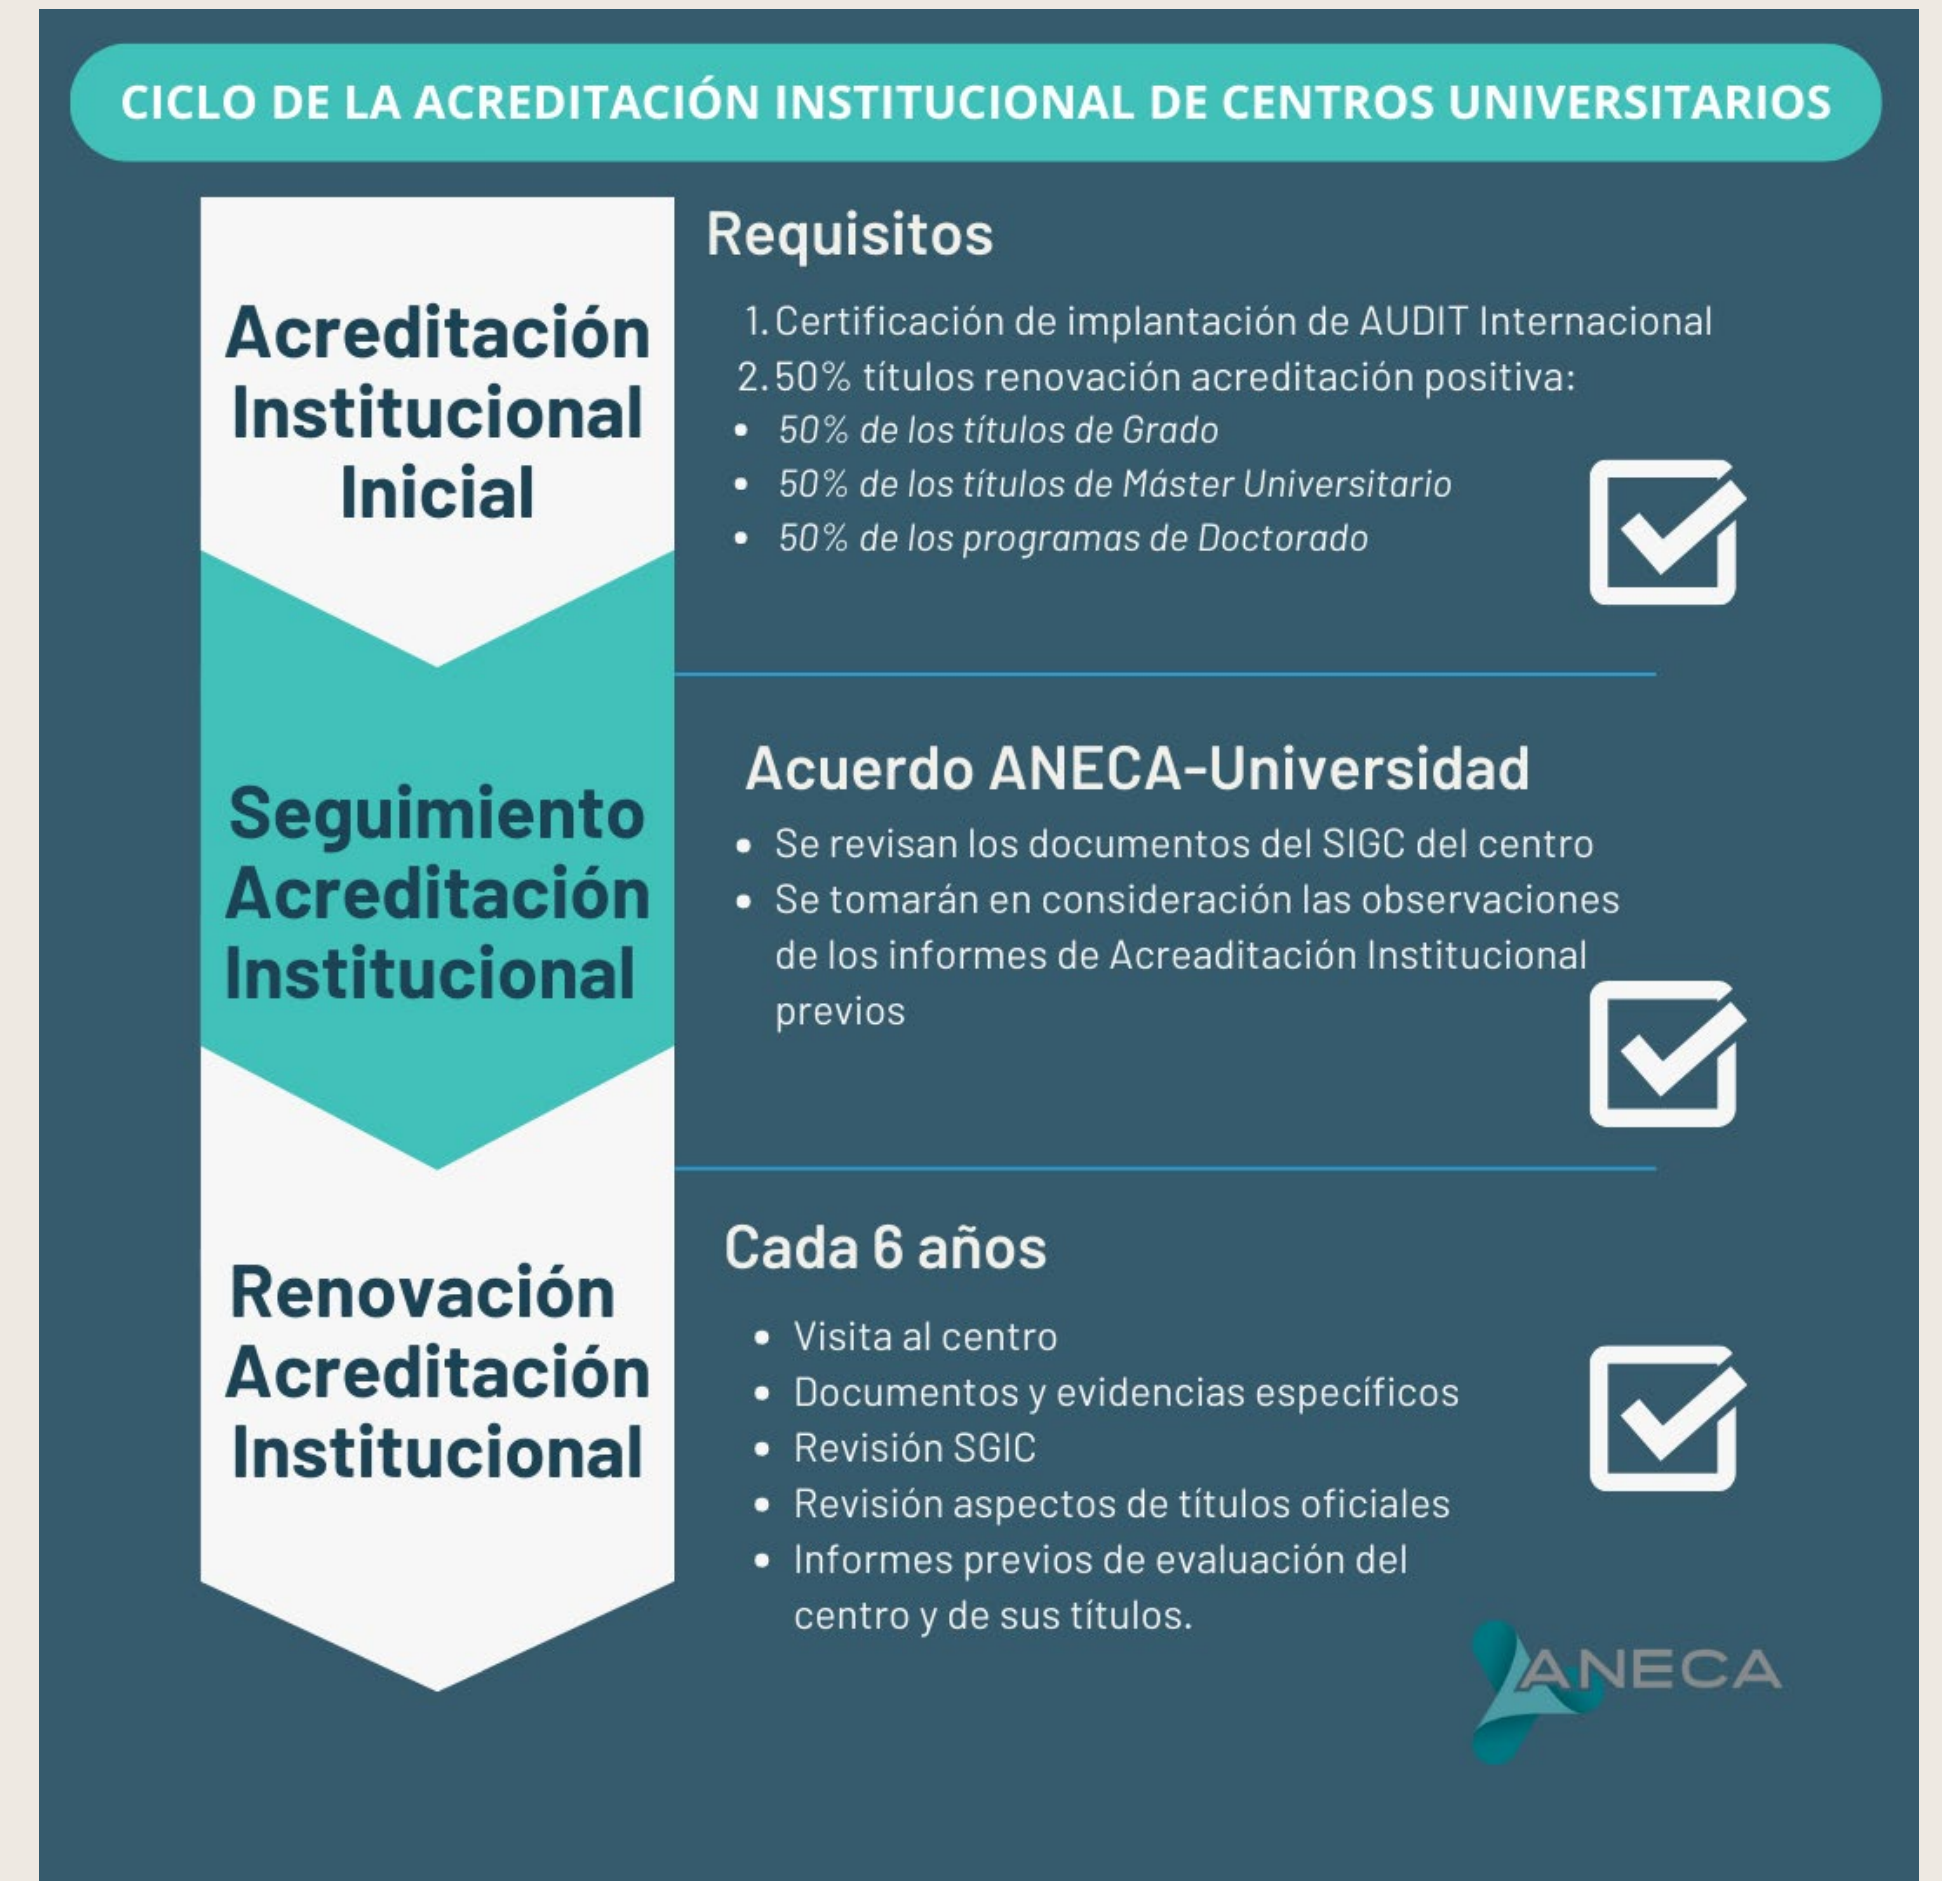 CICLO DE LA ACREDITACIÓN INSTITUCIONAL DE CENTROS UNIVERSITARIOS
Acreditación
Institucional
Inicial
Requisitos
1. Certificación de implantación de AUDIT Internacional
2. 50% títulos renovación acreditación positiva:
• 50% de los títulos de Grado
• 50% de los títulos de Máster Universitario
• 50% de los programas de Doctorado
Seguimiento
Acreditación
Institucional
Acuerdo ANECA-Universidad
• Se revisan los documentos del SIGC del centro
• Se tomarán en consideración las observaciones
de los informes de Acreaditación Institucional
previos
Renovación
Acreditación
Institucional
Cada 6 años
• Visita al centro
• Documentos y evidencias específicos
• Revisión SGIC
• Revisión aspectos de títulos oficiales
• Informes previos de evaluación del
centro y de sus títulos.
ANECA